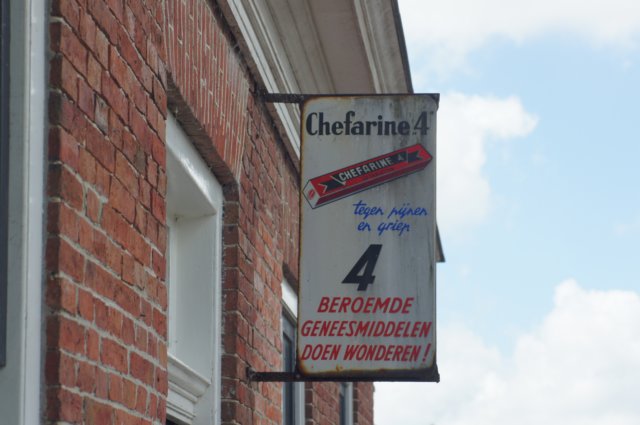 Chefarine 4
CHEFARINE 4
tegen pijnen
en griep
4
BEROEMDE
GENEESMIDDELEN
DOEN WONDEREN!